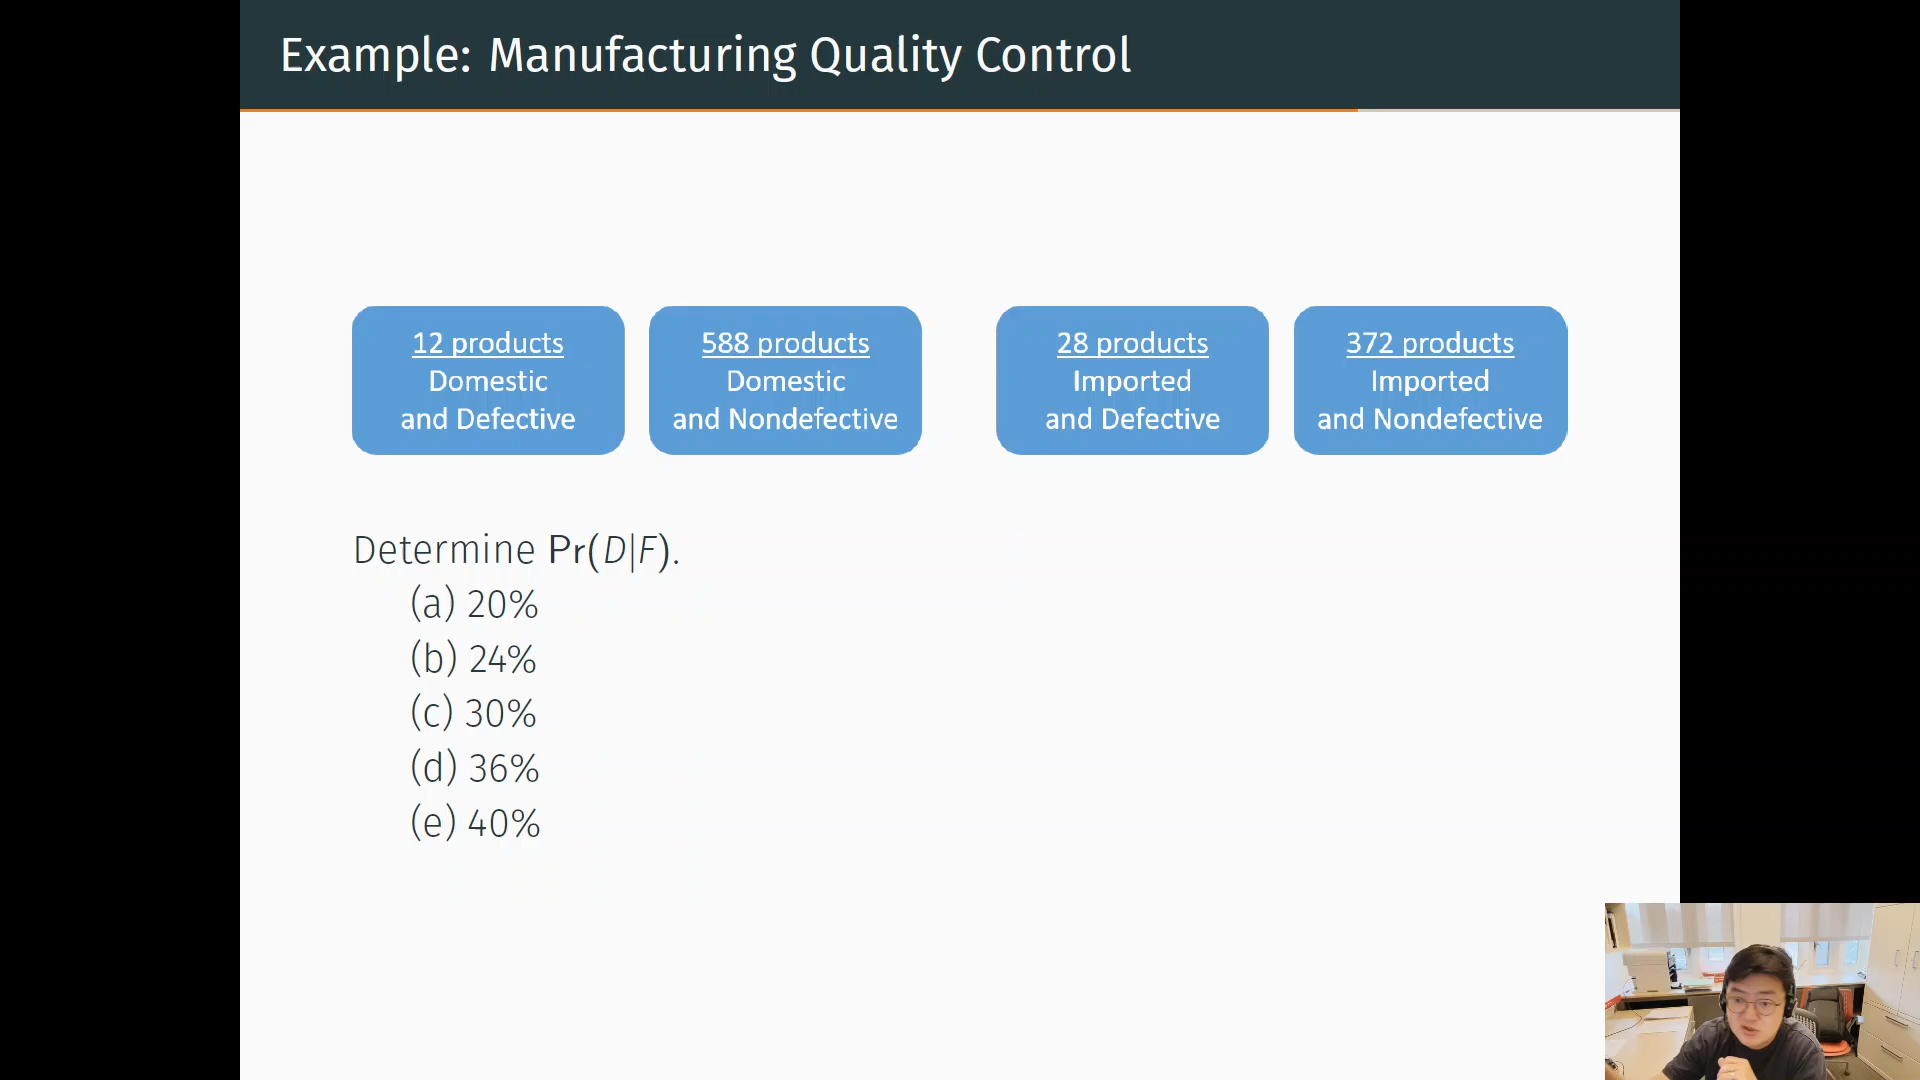 Example: Manufacturing Quality Control
12 products
Domestic
and Defective
588 products
Domestic
and Nondefective
28 products
Imported
and Defective
372 products
Imported
and Nondefective
Determine Pr(D|F).
(a) 20%
(b) 24%
(c) 30%
(d) 36%
(e) 40%